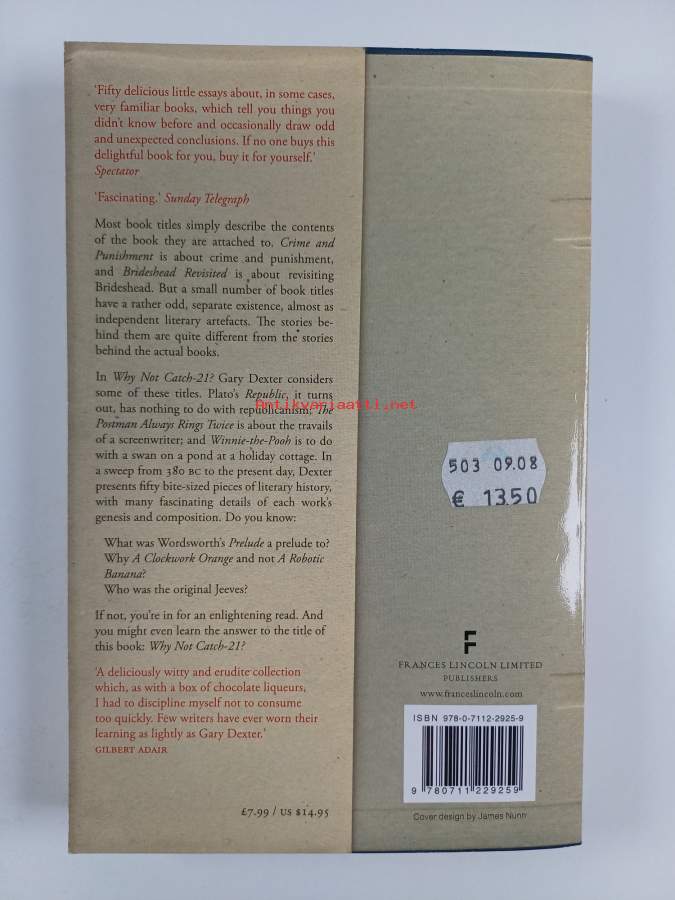 'Fifty delicious little essays about, in some cases,
very familiar books, which tell you things you
didn't know before and occasionally draw odd
and unexpected conclusions. If no one buys this
delightful book for you, buy it for yourself.'
Spectator
'Fascinating.' Sunday Telegraph
Most book titles simply describe the contents
of the book they are attached to. Crime and
Punishment is about crime and punishment,
and Brideshead Revisited is about revisiting
Brideshead. But a small number of book titles
have a rather odd, separate existence, almost as
independent literary artefacts. The stories be-
hind them are quite different from the stories
behind the actual books.
In Why Not Catch-21? Gary Dexter considers
some of these titles. Plato's Republic, it turns
out, has nothing to do with republicanism; The
Postman Always Rings Twice is about the travails
of a screenwriter; and Winnie-the-Pooh is to do
with a swan on a pond at a holiday cottage. In
a sweep from 380 BC to the present day, Dexter
presents fifty bite-sized pieces of literary history,
with many fascinating details of each work's
genesis and composition. Do you know:
What was Wordsworth's Prelude a prelude to?
Why A Clockwork Orange and not A Robotic
Banana?
Who was the original Jeeves?
If not, you're in for an enlightening read. And
you might even learn the answer to the title of
this book: Why Not Catch-21?
'A deliciously witty and erudite collection
which, as with a box of chocolate liqueurs,
I had to discipline myself not to consume
too quickly. Few writers have ever worn their
learning as lightly as Gary Dexter.'
GILBERT ADAIR
£7.99 / US $14.95
Antikvariaatti.net
503 09.08
€ 13.50
FRANCES LINCOLN LIMITED
PUBLISHERS
www.franceslincoln.com
ISBN 978-0-7112-2925-9
9 780711 229259
Cover design by James Nunn